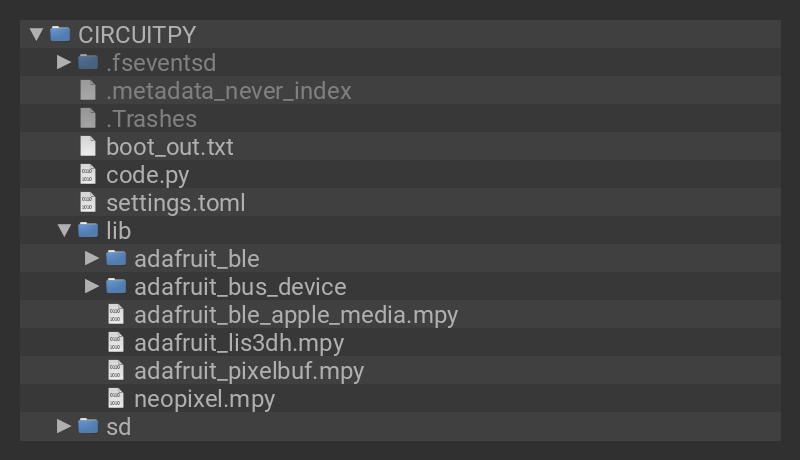 CIRCUITPY
.fseventsd
.metadata_never_index
.Trashes
boot_out.txt
code.py
settings.toml
lib
adafruit_ble
adafruit_bus_device
adafruit_ble_apple_media.mpy
adafruit_lis3dh.mpy
adafruit_pixelbuf.mpy
neopixel.mpy
sd